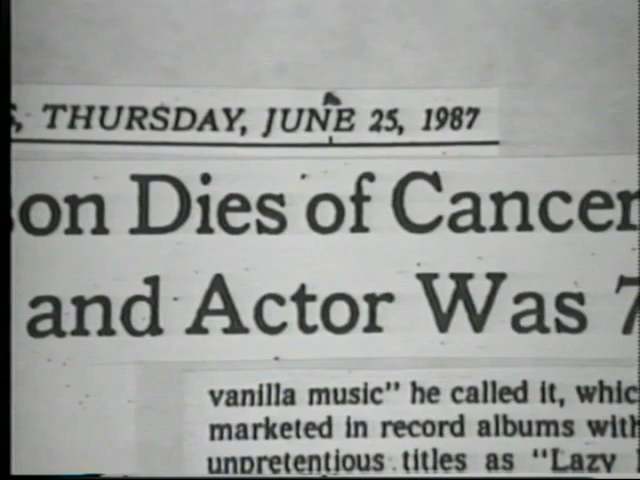 , THURSDAY, JUNE 25, 1987
on Dies of Cancer
and Actor Was 7
vanilla music" he called it, whic
marketed in record albums with
unpretentious titles as "Lazy